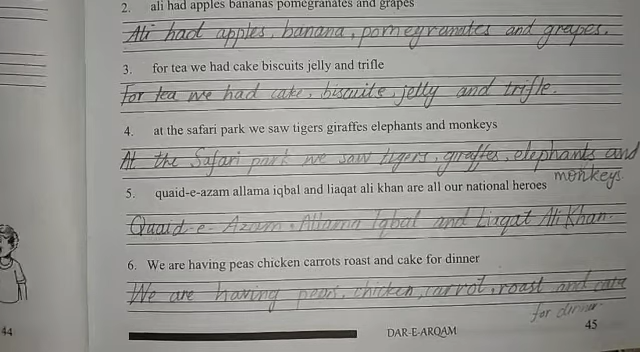 2. ali had apples bananas pomegranates and grapes
Ali had apples, banana, pomegranates and grapes.
3. for tea we had cake biscuits jelly and trifle
For tea we had cake, biscuits, jelly and trifle.
4. at the safari park we saw tigers giraffes elephants and monkeys
At the Safari park we saw tigers, giraffes, elephants and
monkeys
5. quaid-e-azam allama iqbal and liaqat ali khan are all our national heroes
Quaid-e-Azam, Allama Iqbal and Liaqat Ali Khan.
6. We are having peas chicken carrots roast and cake for dinner
We are having peas, chicken, carrot, roast and cake
for dinner.
44
DAR-E-ARQAM
45